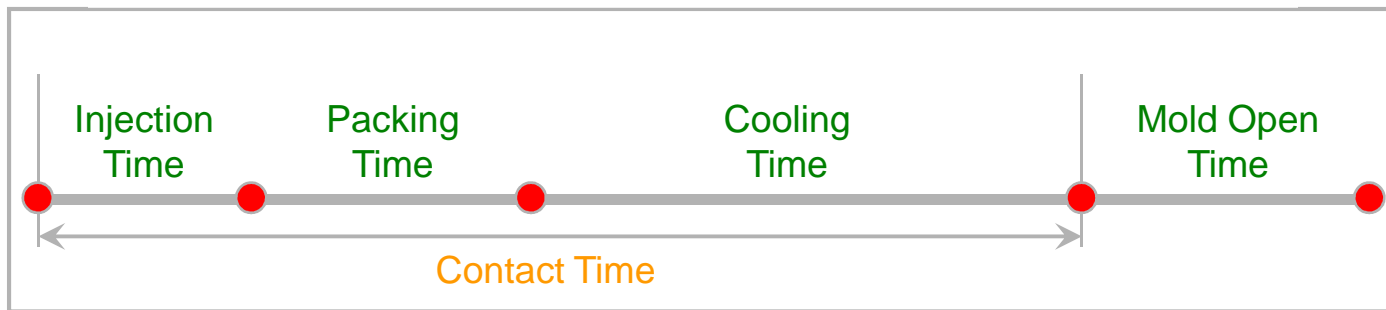 Injection
Time
Packing
Time
Cooling
Time
Mold Open
Time
Contact Time